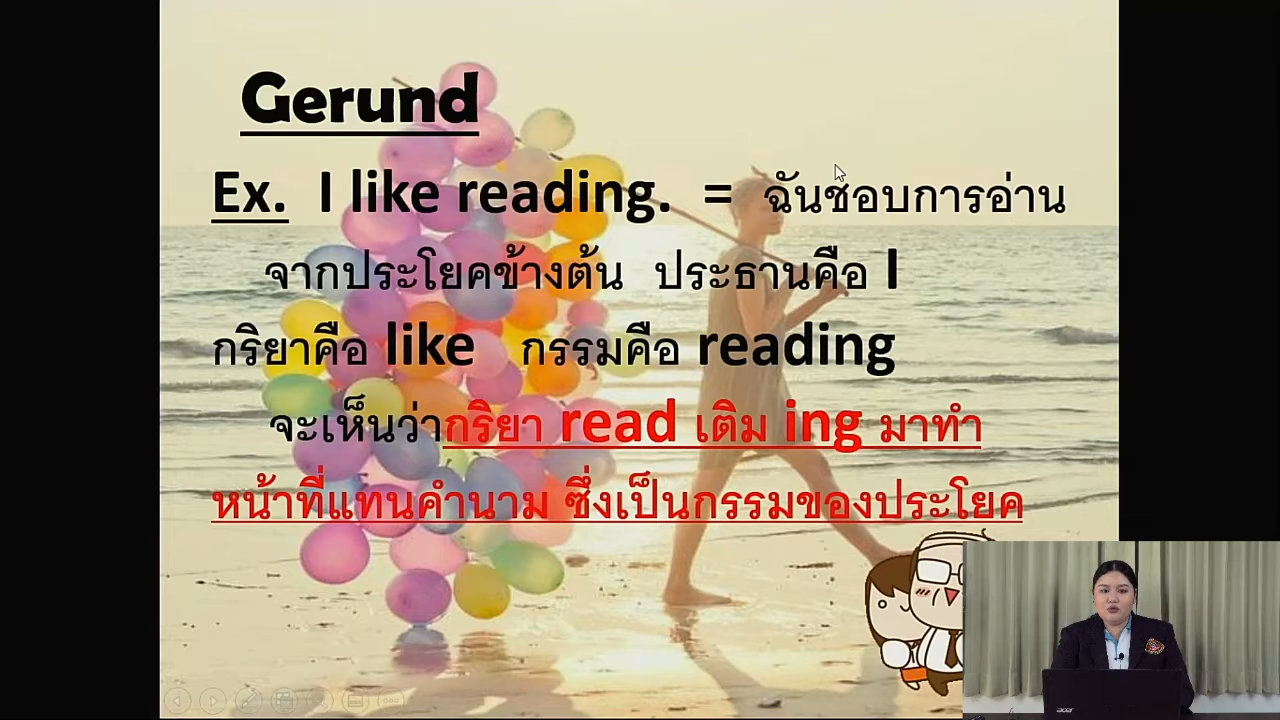 Gerund
Ex. I like reading. = ฉันชอบการอ่าน
จากประโยคข้างต้น ประธานคือ I
กริยาคือ like กรรมคือ reading
จะเห็นว่ากริยา read เติม ing มาทำ
หน้าที่แทนคำนาม ซึ่งเป็นกรรมของประโยค
acer